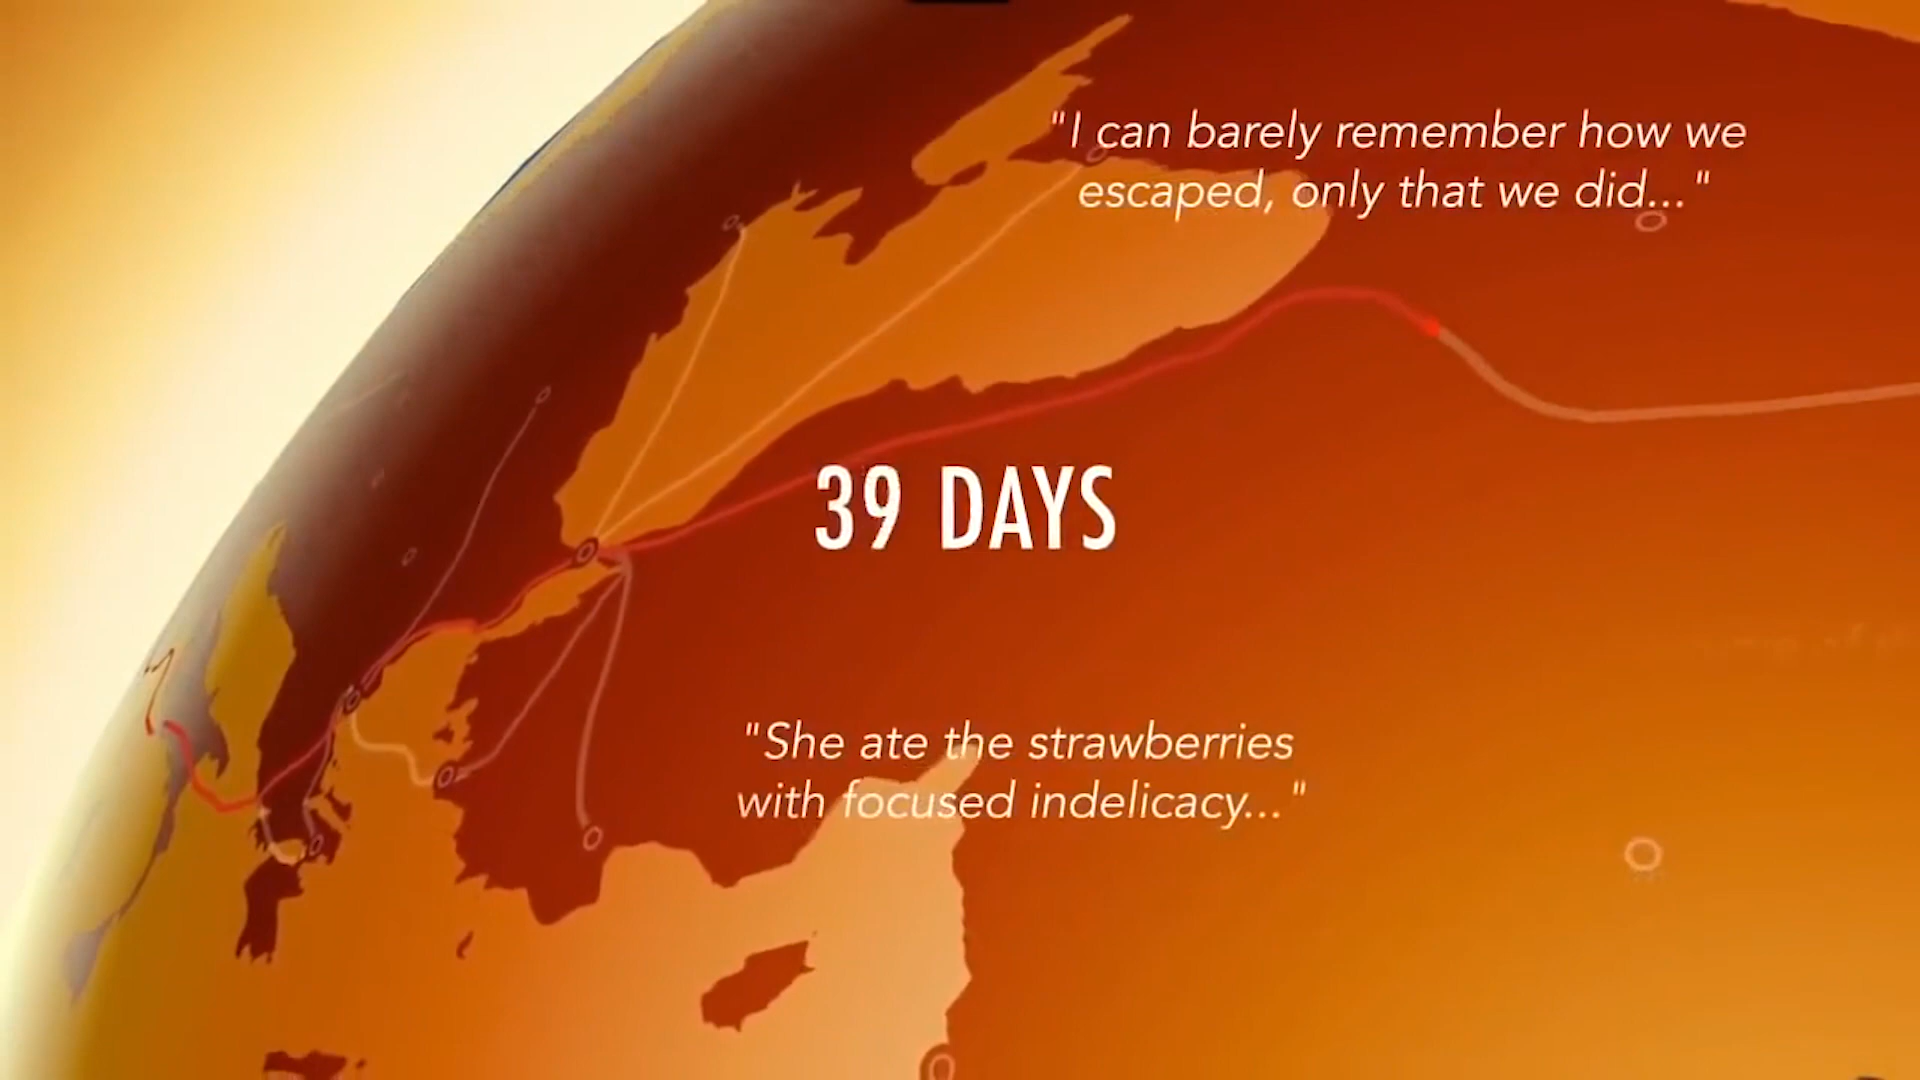 "I can barely remember how we
escaped, only that we did..."
39 DAYS
"She ate the strawberries
with focused indelicacy..."